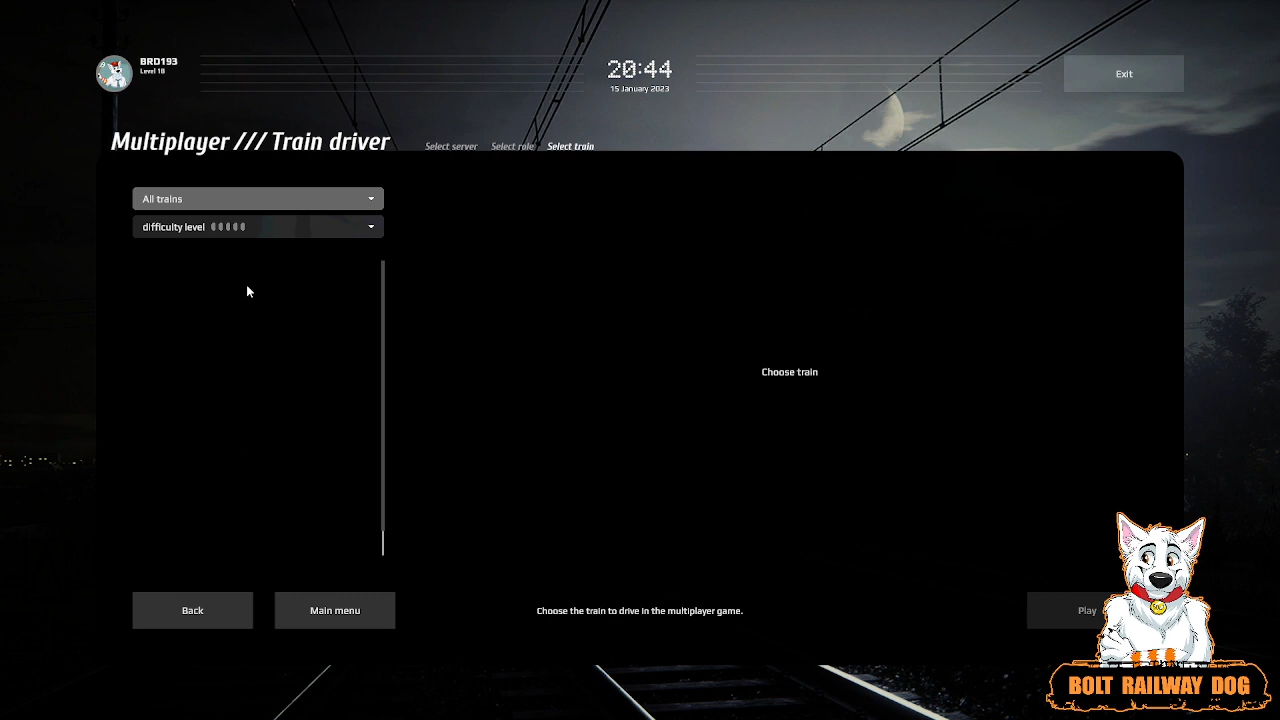 BRD193
Level 18
20:44
15 January 2023
Exit
Multiplayer /// Train driver
Select server
Select role
Select train
All trains
difficulty level
Choose train
Back
Main menu
Choose the train to drive in the multiplayer game.
Play
BOLT RAILWAY DOG